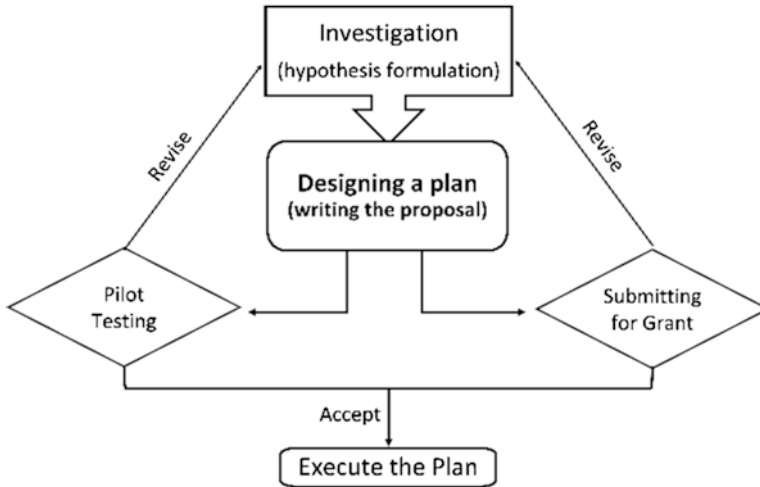 Investigation
(hypothesis formulation)
Revise
Revise
Designing a plan
(writing the proposal)
Pilot
Testing
Submitting
for Grant
Accept
Execute the Plan